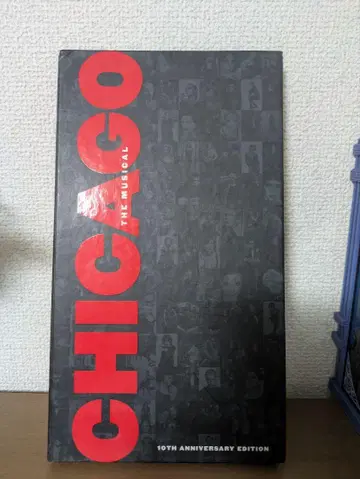 CHICAGO
THE MUSICAL
10TH ANNIVERSARY EDITION